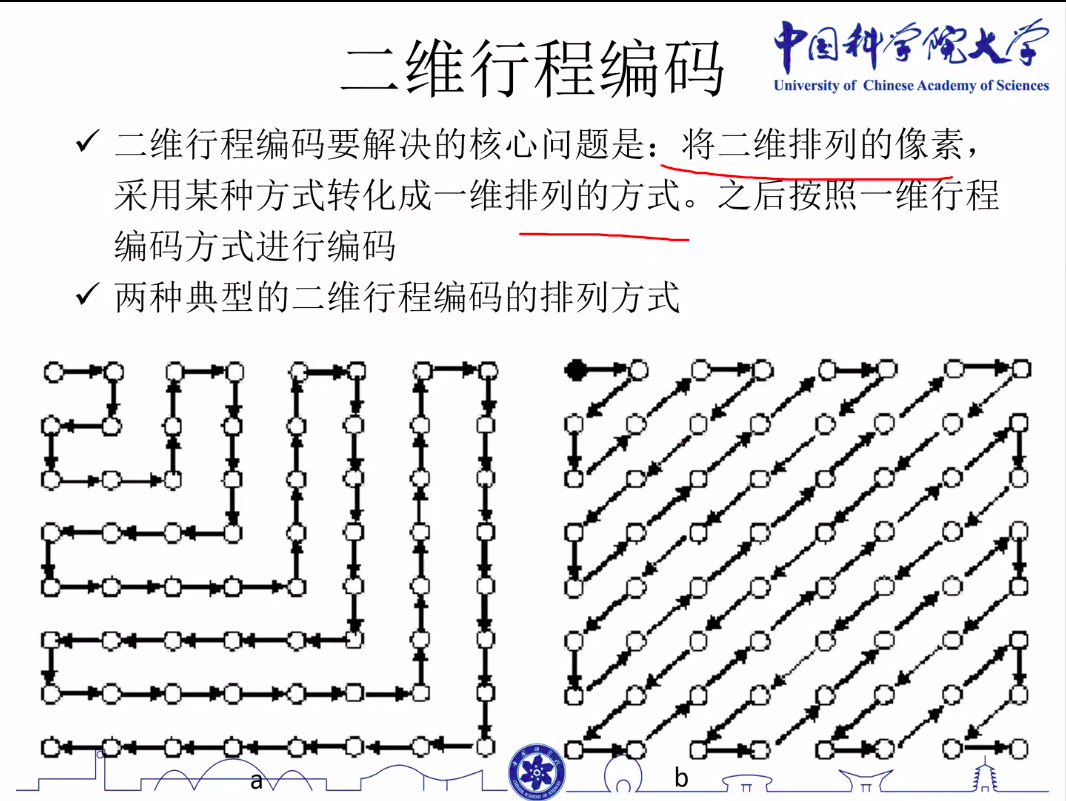 二维行程编码
中国科学院大学
University of Chinese Academy of Sciences
✓ 二维行程编码要解决的核心问题是：将二维排列的像素，
采用某种方式转化成一维排列的方式。之后按照一维行程
编码方式进行编码
✓ 两种典型的二维行程编码的排列方式
a
b